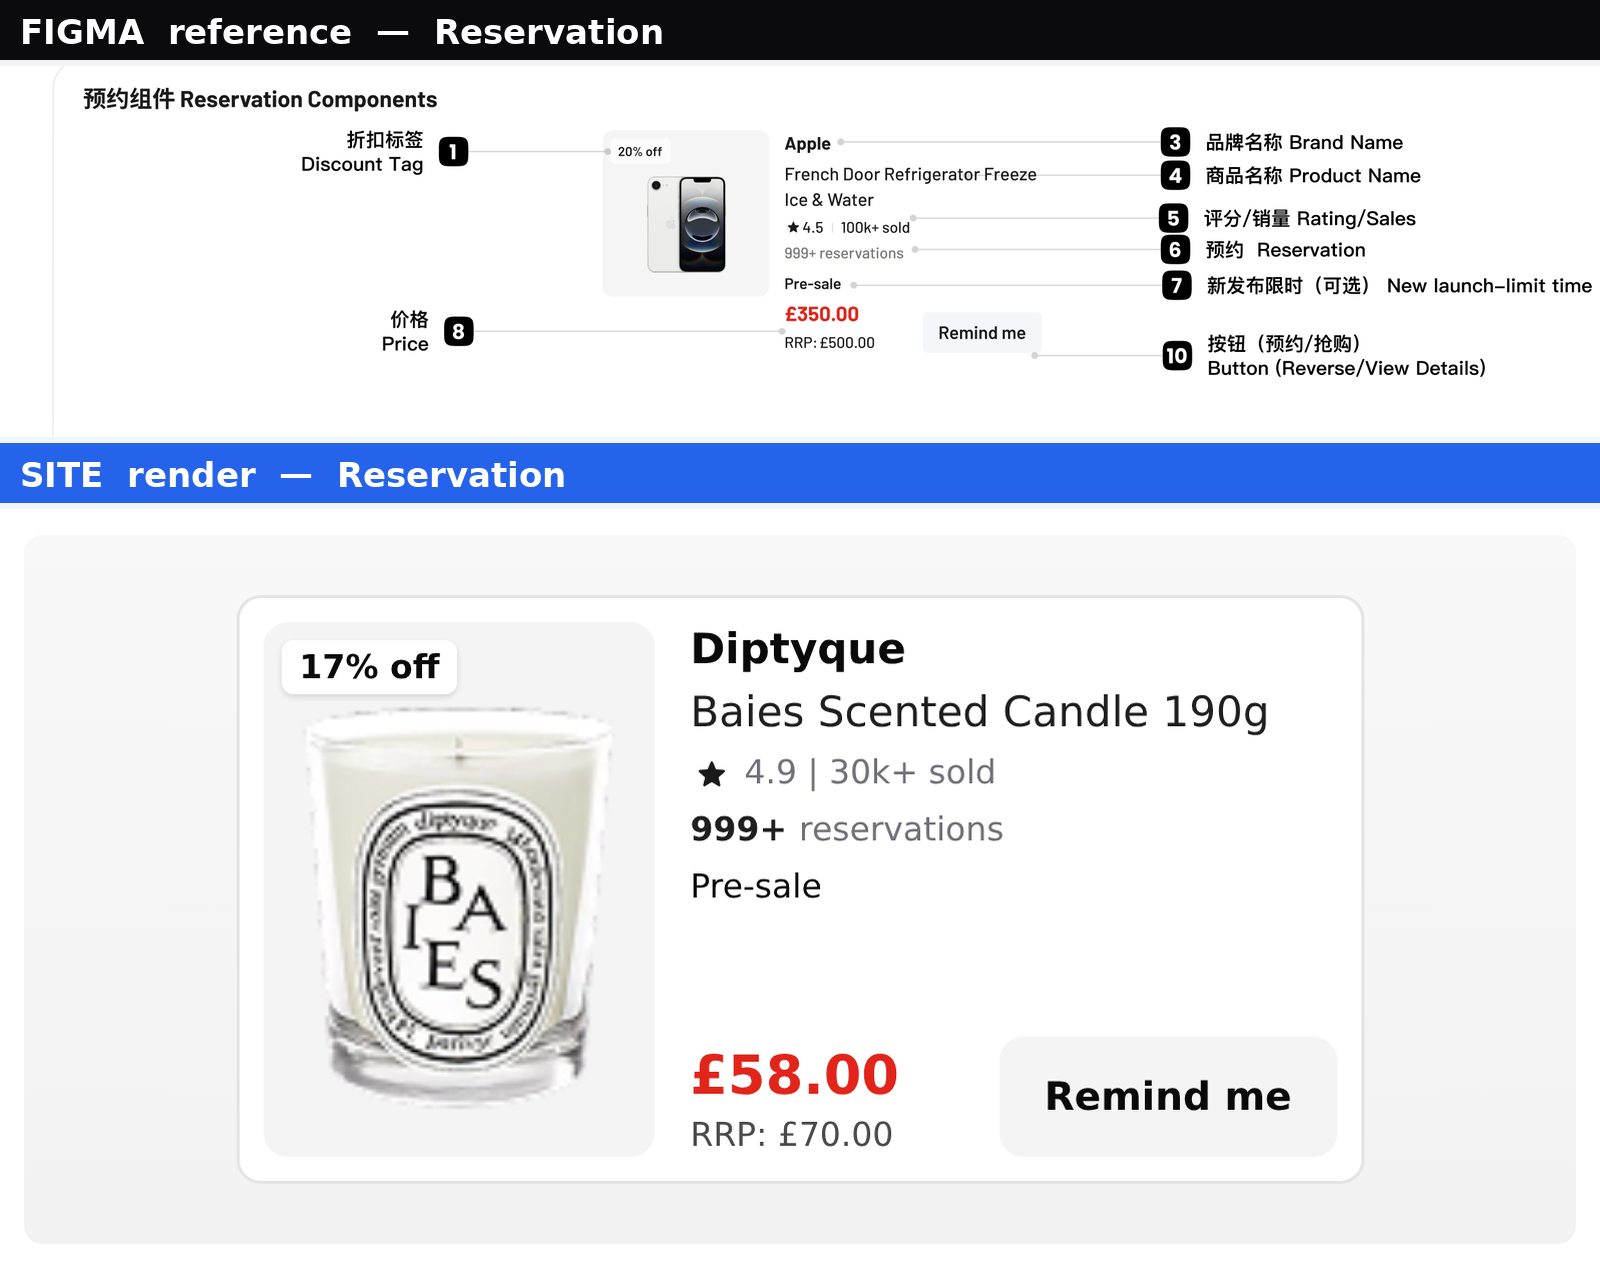 FIGMA reference — Reservation
预约组件 Reservation Components
折扣标签
Discount Tag
1
20% off
Apple
French Door Refrigerator Freeze
Ice & Water
4.5 | 100k+ sold
999+ reservations
Pre-sale
£350.00
RRP: £500.00
Remind me
价格
Price
8
3 品牌名称 Brand Name
4 商品名称 Product Name
5 评分/销量 Rating/Sales
6 预约 Reservation
7 新发布限时（可选） New launch-limit time
10 按钮（预约/抢购）
Button (Reverse/View Details)
SITE render — Reservation
17% off
BAIES
Diptyque
Baies Scented Candle 190g
4.9 | 30k+ sold
999+ reservations
Pre-sale
£58.00
RRP: £70.00
Remind me